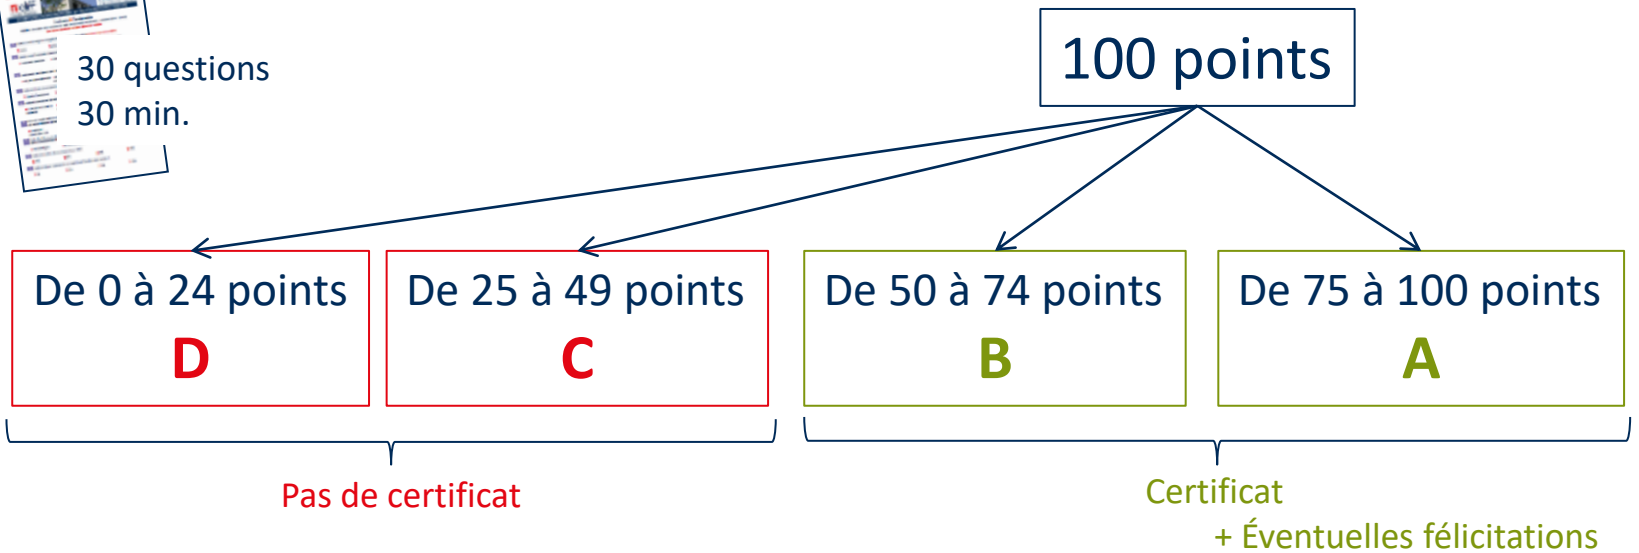 30 questions
30 min.
100 points
De 0 à 24 points
D
De 25 à 49 points
C
De 50 à 74 points
B
De 75 à 100 points
A
Pas de certificat
Certificat
+ Éventuelles félicitations